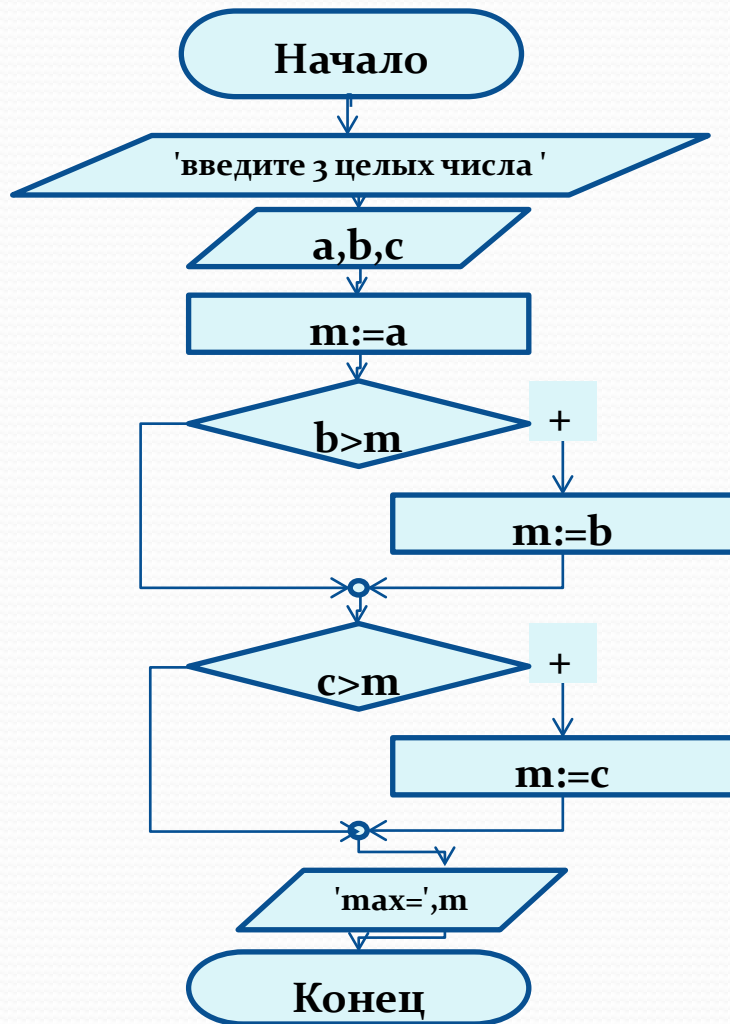 Начало
'введите 3 целых числа '
a,b,c
m:=a
b>m
+
m:=b
c>m
+
m:=c
'max=',m
Конец